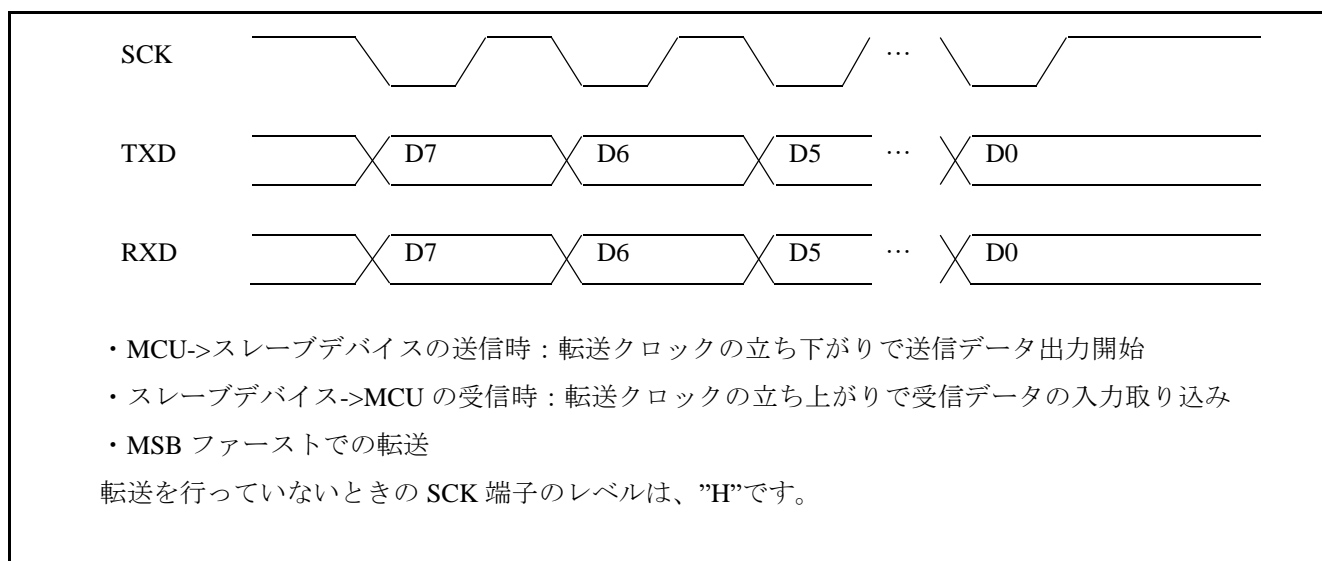 SCK …
TXD D7 D6 D5 … D0
RXD D7 D6 D5 … D0
・MCU->スレーブデバイスの送信時：転送クロックの立ち下がりで送信データ出力開始
・スレーブデバイス->MCU の受信時：転送クロックの立ち上がりで受信データの入力取り込み
・MSB ファーストでの転送
転送を行っていないときの SCK 端子のレベルは、”H”です。